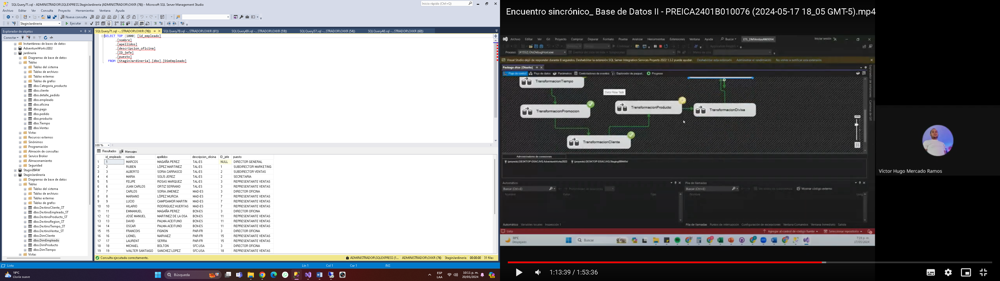 SQLQuery71.sql - ADMINISTRADOR\SQLEXPRESS.StaginJardineria (ADMINISTRADOR\OXKR (76)) - Microsoft SQL Server Management Studio
Inicio rápido (Ctrl+Q)
Archivo Editar Ver Consulta Proyecto Herramientas Ventana Ayuda
Nueva consulta
StaginJardineria Ejecutar
Explorador de objetos
Conectar
Instantáneas de bases de datos
AdventureWorks2022
jardineria
Diagramas de base de datos
Tablas
Tablas del sistema
Tablas de archivos
Tablas externas
Tablas de grafos
dbo.Categoria_producto
dbo.cliente
dbo.detalle_pedido
dbo.empleado
dbo.oficina
dbo.pago
dbo.pedido
dbo.producto
dbo.Tiempo
dbo.Ventas
Vistas
Recursos externos
Sinónimos
Programación
Almacén de consultas
Service Broker
Almacenamiento
Seguridad
Stagin09AW
StaginJardineria
Diagramas de base de datos
Tablas
Tablas del sistema
Tablas de archivos
Tablas externas
Tablas de grafos
dbo.DestinoCliente_ST
dbo.DestinoEmpleado_ST
dbo.DestinoProducto_ST
dbo.DestinoRegion_ST
dbo.DestinoTiempo_ST
dbo.DestinoVentas_ST
dbo.DimCliente
dbo.DimEmpleado
dbo.DimProducto
dbo.DimTiempo
Vistas
SQLQuery71.sql -...STRADOR\OXKR (76)) SQLQuery70.sql -...STRADOR\OXKR (61)) SQLQuery69.sql -...STRADOR\OXKR (59)) SQLQuery57.sql -...STRADOR\OXKR (54)) SQLQuery40.sql -...STRADOR\OXKR (60))
SELECT TOP (1000) [id_empleado]
,[nombre]
,[apellidos]
,[descripcion_oficina]
,[ID_jefe]
,[puesto]
FROM [StaginJardineria].[dbo].[DimEmpleado]
100 %
Resultados Mensajes
id_empleado nombre apellidos descripcion_oficina ID_jefe puesto
1 1 MARCOS MAGAÑA PEREZ TAL-ES NULL DIRECTOR GENERAL
2 2 RUBEN LÓPEZ MARTINEZ TAL-ES 1 SUBDIRECTOR MARKETING
3 3 ALBERTO SORIA CARRASCO TAL-ES 2 SUBDIRECTOR VENTAS
4 4 MARIA SOLÍS JEREZ TAL-ES 2 SECRETARIA
5 5 FELIPE ROSAS MARQUEZ TAL-ES 3 REPRESENTANTE VENTAS
6 6 JUAN CARLOS ORTIZ SERRANO TAL-ES 3 REPRESENTANTE VENTAS
7 7 CARLOS SORIA JIMENEZ MAD-ES 3 DIRECTOR OFICINA
8 8 MARIANO LÓPEZ MURCIA MAD-ES 7 REPRESENTANTE VENTAS
9 9 LUCIO CAMPOAMOR MARTÍN MAD-ES 7 REPRESENTANTE VENTAS
10 10 HILARIO RODRIGUEZ HUERTAS MAD-ES 7 REPRESENTANTE VENTAS
11 11 EMMANUEL MAGAÑA PEREZ BCN-ES 3 DIRECTOR OFICINA
12 12 JOSÉ MANUEL MARTINEZ DE LA OSA BCN-ES 11 REPRESENTANTE VENTAS
13 13 DAVID PALMA ACEITUNO BCN-ES 11 REPRESENTANTE VENTAS
14 14 OSCAR PALMA ACEITUNO BCN-ES 11 REPRESENTANTE VENTAS
15 15 FRANCOIS FIGNON PAR-FR 3 DIRECTOR OFICINA
16 16 LIONEL NARVAEZ PAR-FR 15 REPRESENTANTE VENTAS
17 17 LAURENT SERRA PAR-FR 15 REPRESENTANTE VENTAS
18 18 MICHAEL BOLTON SFC-USA 3 DIRECTOR OFICINA
19 19 WALTER SANTIAGO SANCHEZ LOPEZ SFC-USA 18 REPRESENTANTE VENTAS
Consulta ejecutada correctamente. ADMINISTRADOR\SQLEXPRESS (1... ADMINISTRADOR\OXKR (76) StaginJardineria 00:00:00 31 filas
Listo Lín 1 Col 1 Car 1 INS
19°C
Lluvia suave
Búsqueda
ESP
LAA
10:11 p. m.
20/05/2024
Encuentro sincrónico_ Base de Datos II - PREICA2401B010076 (2024-05-17 18_05 GMT-5).mp4
Archivo Editar Ver Git Proyecto Compilar Depurar Formato Prueba Analizar Herramientas Extensiones Ventana Ayuda Buscar ETL_DMVentasAW0094 Iniciar sesión
Proceso: [41552] DtsDebugHost.exe
Visual Studio dejó de responder durante 8 segundos. Deshabilitar la extensión SQL Server Integration Services Projects 2022 1.3.2 puede ayudar. Deshabilitar esta extensión Administrar el rendimiento No volver a notificar esta extensión
Package.dtsx [Diseño]
Flujo de control Flujo de datos Parámetros Controladores de eventos Explorador de paquet.. Progreso
Explorador de soluciones
Cambios de GIT
TransformacionTiempo
Data Flow Task
TransformacionPromocion
TransformacionProducto
TransformacionDivisa
TransformacionCliente
Administradores de conexiones
(proyecto) DESKTOP-DSACJVQ.AdventureWorks2022 (proyecto) DESKTOP-DSACJVQ.Staging0094AW
Automático Pila de llamadas
Buscar (Ctrl+E) Buscar (Ctrl+E) Mostrar código externo
Nombre Valor Tipo Nombre Leng
Automático Variables locales Inspección 1 Pila de llamadas Puntos de interrupción Configuración de excepciones Ventana Comandos Ventana Inmediato Salida
Listo Agregar al control de código fuente Seleccionar repositorio
30°C
Despejado
Buscar
7:19 p. m.
17/05/2024
Víctor Hugo Mercado Ramos
1:13:39 / 1:53:36